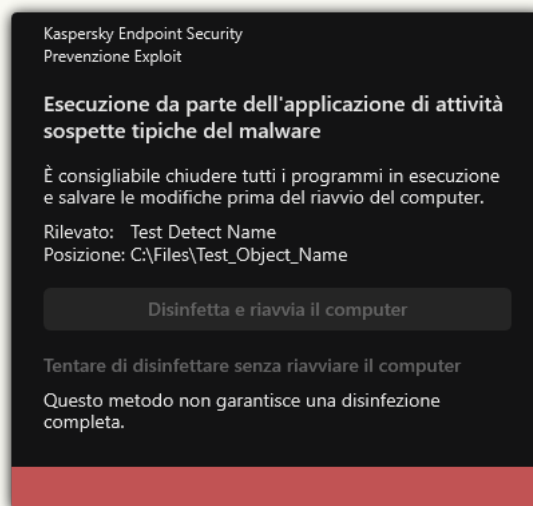 Kaspersky Endpoint Security
Prevenzione Exploit
Esecuzione da parte dell'applicazione di attività
sospette tipiche del malware
È consigliabile chiudere tutti i programmi in esecuzione
e salvare le modifiche prima del riavvio del computer.
Rilevato: Test Detect Name
Posizione: C:\Files\Test_Object_Name
Disinfetta e riavvia il computer
Tentare di disinfettare senza riavviare il computer
Questo metodo non garantisce una disinfezione
completa.